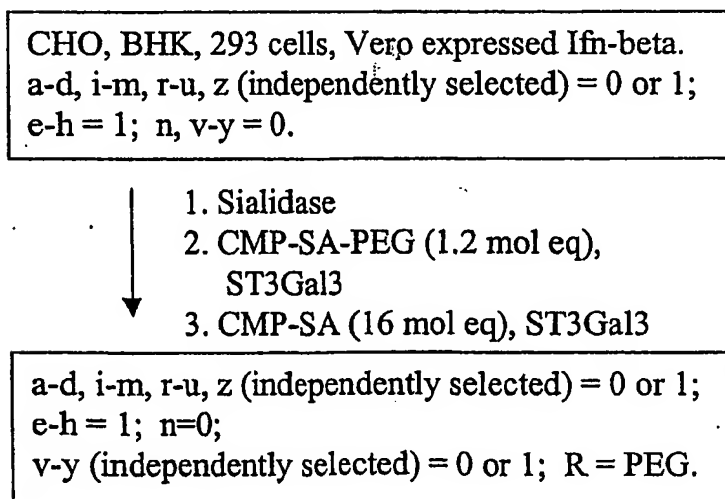 CHO, BHK, 293 cells, Vero expressed Ifn-beta.
a-d, i-m, r-u, z (independently selected) = 0 or 1;
e-h = 1; n, v-y = 0.
1. Sialidase
2. CMP-SA-PEG (1.2 mol eq),
ST3Gal3
3. CMP-SA (16 mol eq), ST3Gal3
a-d, i-m, r-u, z (independently selected) = 0 or 1;
e-h = 1; n=0;
v-y (independently selected) = 0 or 1; R = PEG.